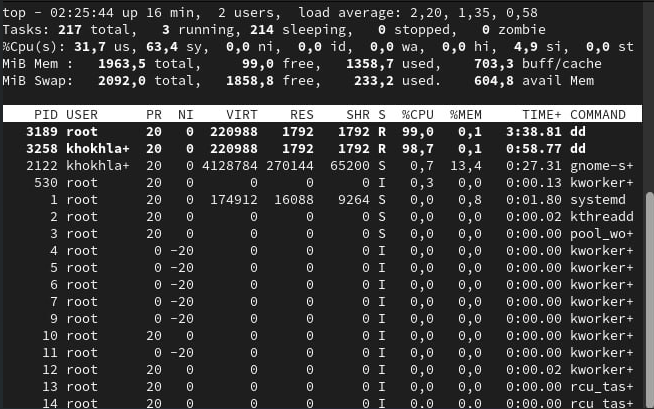 top - 02:25:44 up 16 min,  2 users,  load average: 2,20, 1,35, 0,58
Tasks: 217 total,   3 running, 214 sleeping,   0 stopped,   0 zombie
%Cpu(s): 31,7 us, 63,4 sy,  0,0 ni,  0,0 id,  0,0 wa,  0,0 hi,  4,9 si,  0,0 st
MiB Mem :   1963,5 total,     99,0 free,   1358,7 used,    703,3 buff/cache
MiB Swap:   2092,0 total,   1858,8 free,    233,2 used.    604,8 avail Mem
PID USER      PR  NI    VIRT    RES    SHR S  %CPU  %MEM     TIME+ COMMAND
3189 root      20   0  220988   1792   1792 R  99,0   0,1   3:38.81 dd
3258 khokhla+  20   0  220988   1792   1792 R  98,7   0,1   0:58.77 dd
2122 khokhla+  20   0 4128784 270144  65200 S   0,7  13,4   0:27.31 gnome-s+
530 root      20   0       0      0      0 I   0,3   0,0   0:00.13 kworker+
1 root      20   0  174912  16088   9264 S   0,0   0,8   0:01.80 systemd
2 root      20   0       0      0      0 S   0,0   0,0   0:00.02 kthreadd
3 root      20   0       0      0      0 S   0,0   0,0   0:00.00 pool_wo+
4 root       0 -20       0      0      0 I   0,0   0,0   0:00.00 kworker+
5 root       0 -20       0      0      0 I   0,0   0,0   0:00.00 kworker+
6 root       0 -20       0      0      0 I   0,0   0,0   0:00.00 kworker+
7 root       0 -20       0      0      0 I   0,0   0,0   0:00.00 kworker+
9 root       0 -20       0      0      0 I   0,0   0,0   0:00.00 kworker+
10 root      20   0       0      0      0 I   0,0   0,0   0:00.00 kworker+
11 root       0 -20       0      0      0 I   0,0   0,0   0:00.00 kworker+
12 root      20   0       0      0      0 I   0,0   0,0   0:00.02 kworker+
13 root      20   0       0      0      0 I   0,0   0,0   0:00.00 rcu_tas+
14 root      20   0       0      0      0 I   0,0   0,0   0:00.00 rcu_tas+